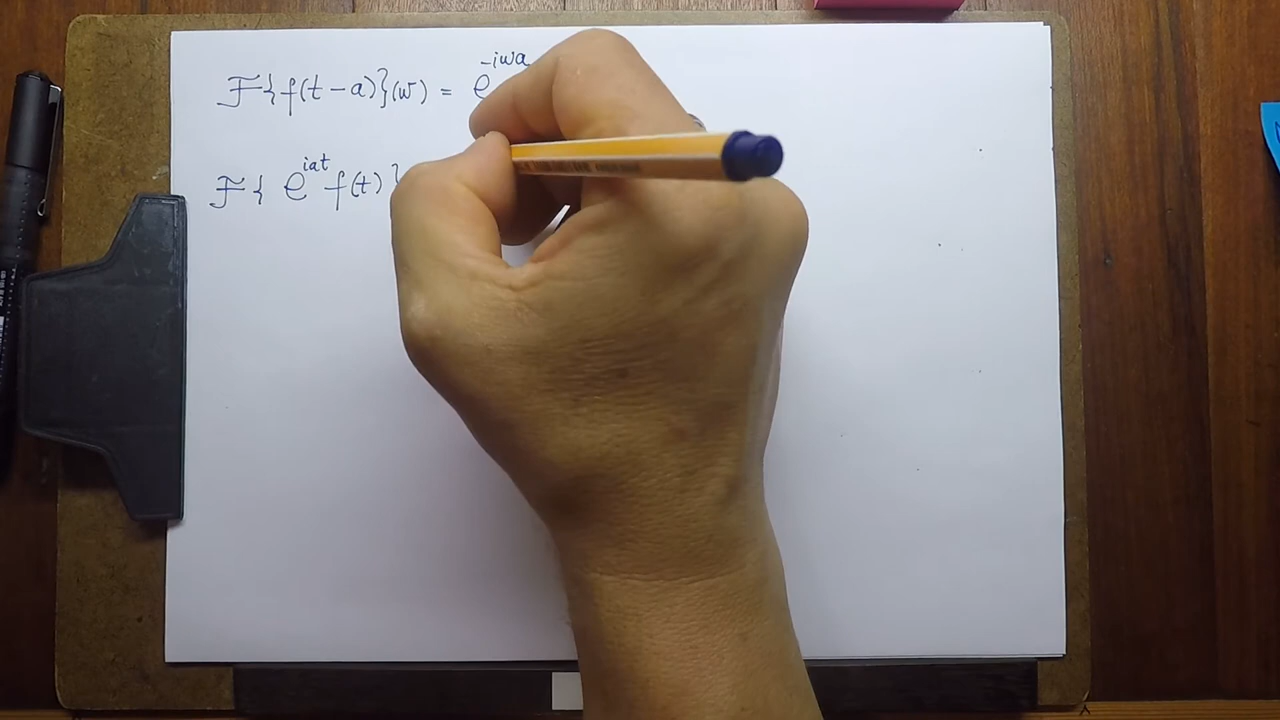 F{f(t-a)}(w) = e^-iwa
F{ e^iat f(t)}